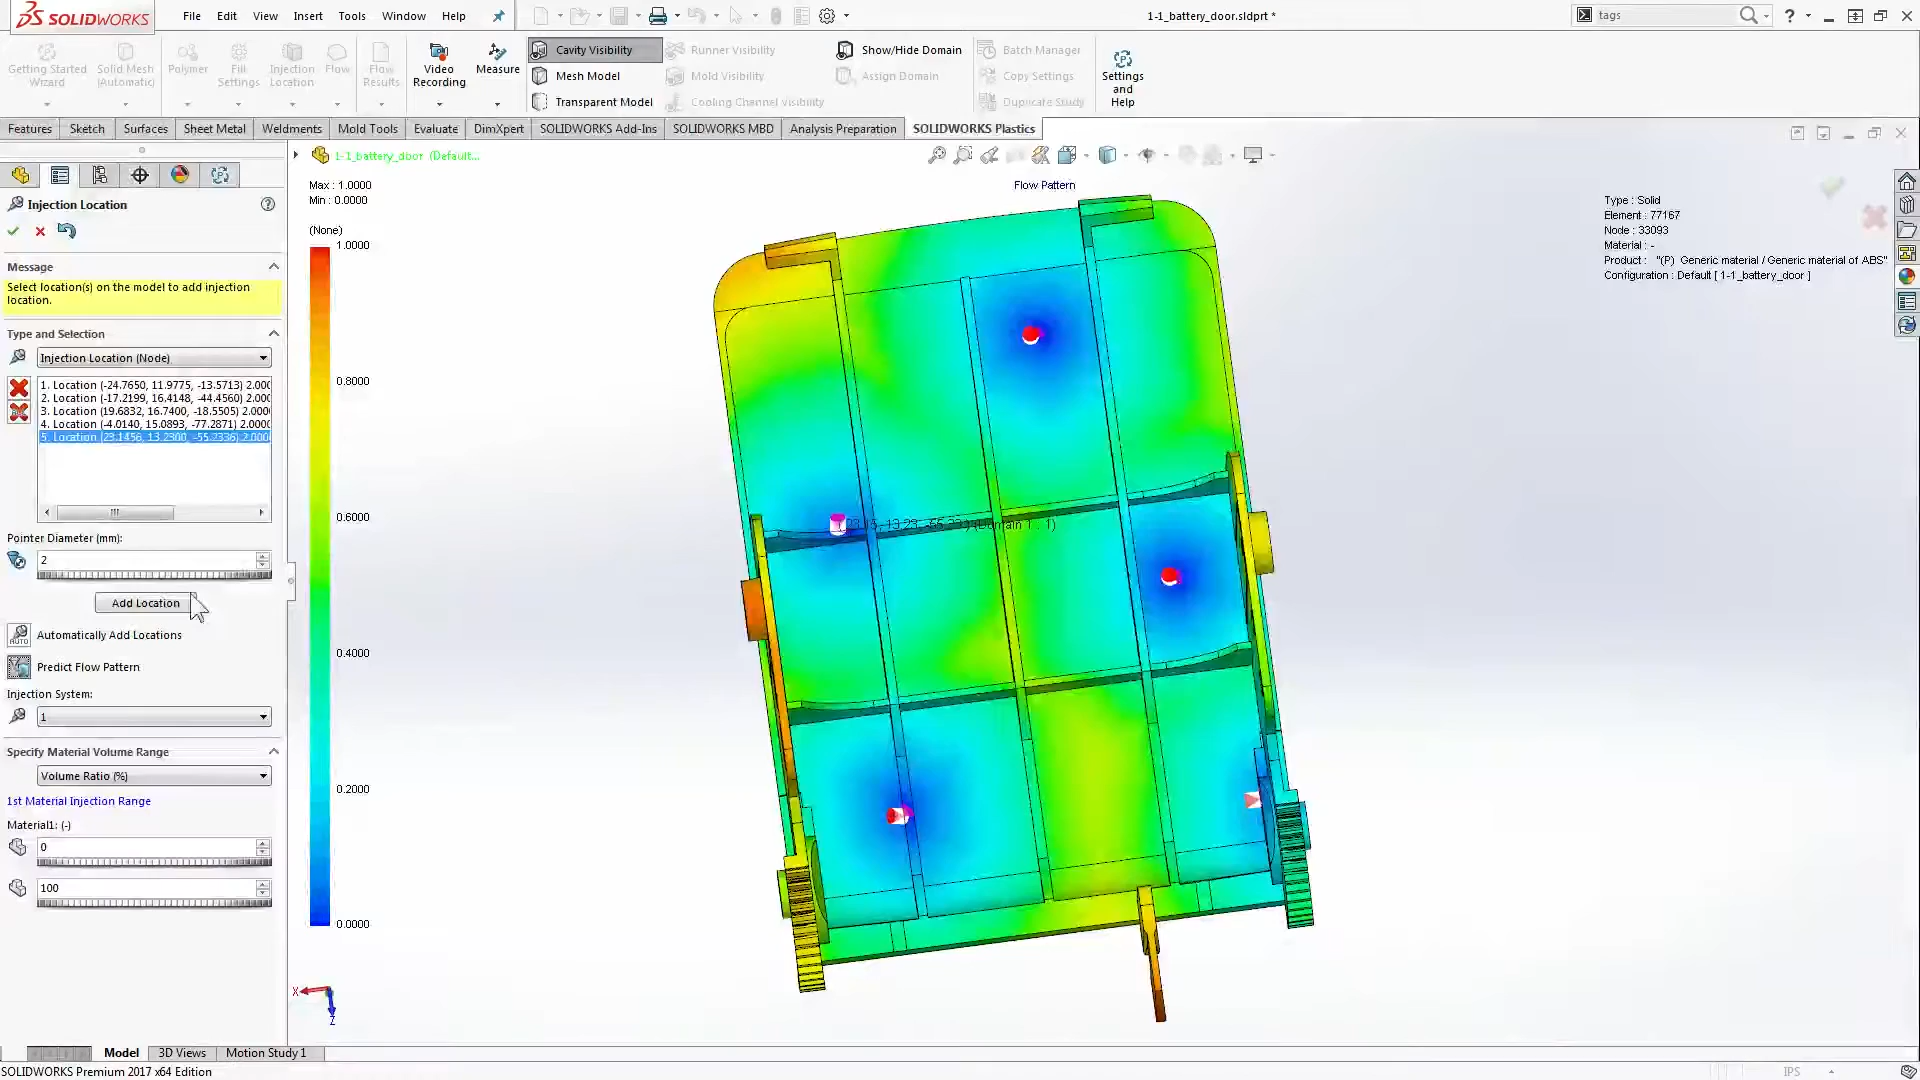 SOLIDWORKS
File Edit View Insert Tools Window Help
1-1_battery_door.sldprt *
tags
Getting Started Wizard
Solid Mesh (Automatic)
Polymer
Fill Settings
Injection Location
Flow
Flow Results
Video Recording
Measure
Cavity Visibility
Mesh Model
Transparent Model
Runner Visibility
Mold Visibility
Cooling Channel Visibility
Show/Hide Domain
Assign Domain
Batch Manager
Copy Settings
Duplicate Study
Settings and Help
Features Sketch Surfaces Sheet Metal Weldments Mold Tools Evaluate DimXpert SOLIDWORKS Add-Ins SOLIDWORKS MBD Analysis Preparation SOLIDWORKS Plastics
1-1_battery_door (Default...
Injection Location
Message
Select location(s) on the model to add injection
location.
Type and Selection
Injection Location (Node)
1. Location (-24.7650, 11.9775, -13.5713) 2.000
2. Location (-17.2199, 16.4148, -44.4560) 2.000
3. Location (19.6832, 16.7400, -18.5505) 2.000
4. Location (-4.0140, 15.0893, -77.2871) 2.0000
5. Location (23.1456, 13.2300, -55.2336) 2.000
Pointer Diameter (mm):
2
Add Location
AUTO
Automatically Add Locations
Predict Flow Pattern
Injection System:
1
Specify Material Volume Range
Volume Ratio (%)
1st Material Injection Range
Material1: (-)
0
100
Max : 1.0000
Min : 0.0000
(None)
1.0000
0.8000
0.6000
0.4000
0.2000
0.0000
Flow Pattern
Type : Solid
Element : 77167
Node : 33093
Material : -
Product : "(P) Generic material / Generic material of ABS"
Configuration : Default [ 1-1_battery_door ]
X
Z
Model 3D Views Motion Study 1
SOLIDWORKS Premium 2017 x64 Edition
IPS